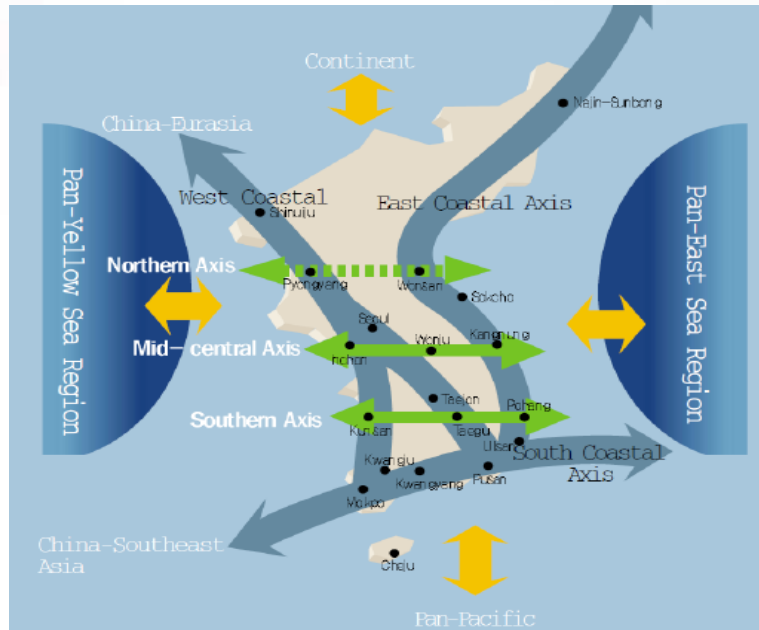 Continent
China-Eurasia
Najin-Sunbong
West Coastal
East Coastal Axis
Shinuiju
Pan-Yellow Sea Region
Pan-East Sea Region
Northern Axis
Pyongyang
Wonsan
Sokcho
Seoul
Kangnung
Mid- central Axis
Inchon
Wonju
Taejon
Southern Axis
Pohang
Kunsan
Taegu
Ulsan
South Coastal
Axis
Kwangju
Kwangyang
Pusan
Mokpo
China-Southeast
Asia
Cheju
Pan-Pacific